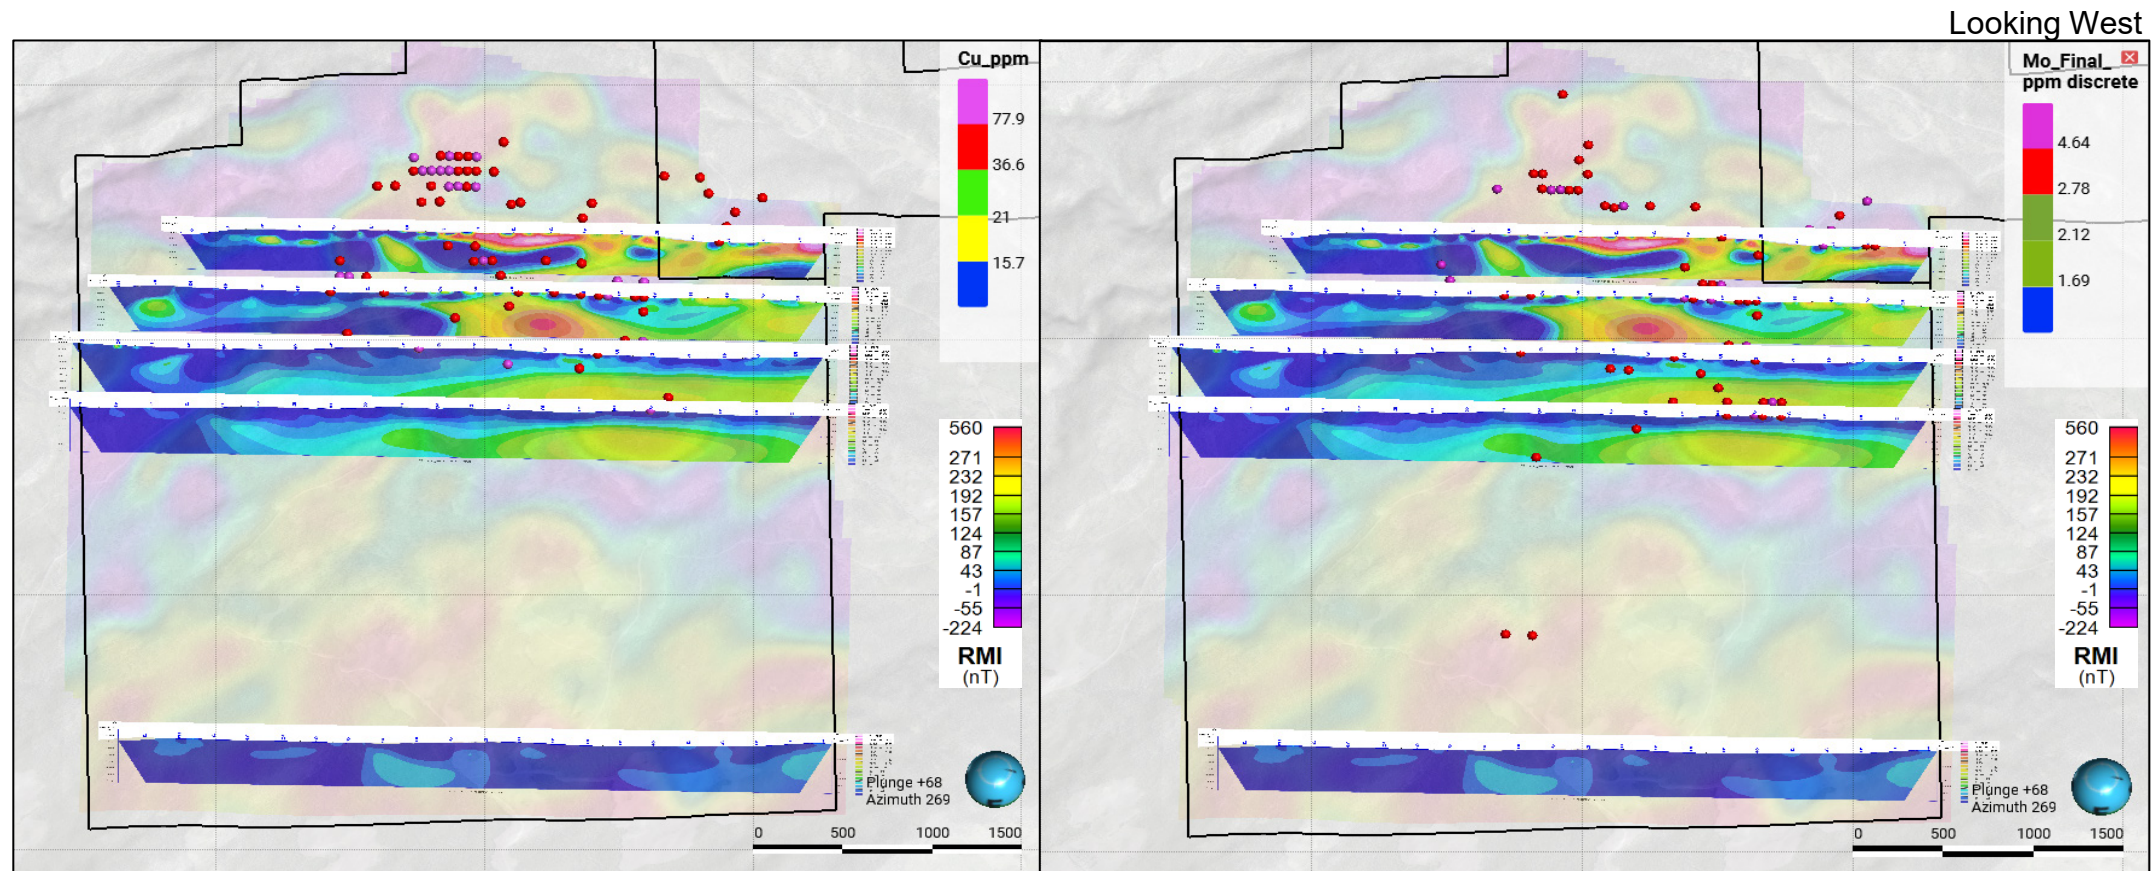 Looking West
Cu_ppm
77.9
36.6
21
15.7
560
271
232
192
157
124
87
43
-1
-55
-224
RMI
(nT)
Plunge +68
Azimuth 269
0 500 1000 1500
Mo_Final_
ppm discrete
4.64
2.78
2.12
1.69
560
271
232
192
157
124
87
43
-1
-55
-224
RMI
(nT)
Plunge +68
Azimuth 269
0 500 1000 1500